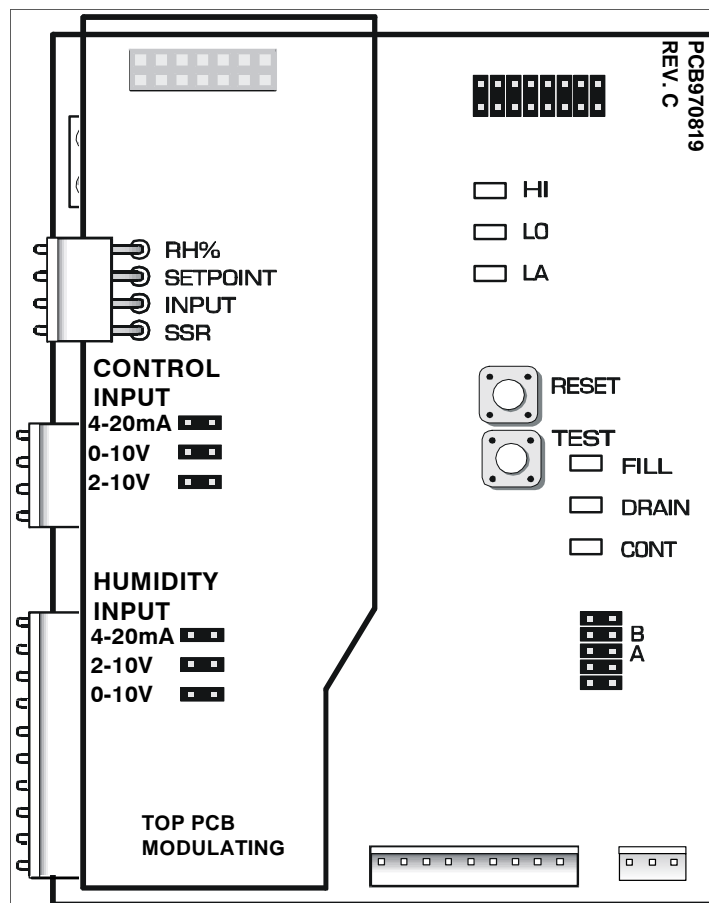 PCB970819
REV. C
HI
LO
LA
RH%
SETPOINT
INPUT
SSR
CONTROL
INPUT
4-20mA
0-10V
2-10V
RESET
TEST
FILL
DRAIN
CONT
HUMIDITY
INPUT
4-20mA
2-10V
0-10V
B
A
TOP PCB
MODULATING